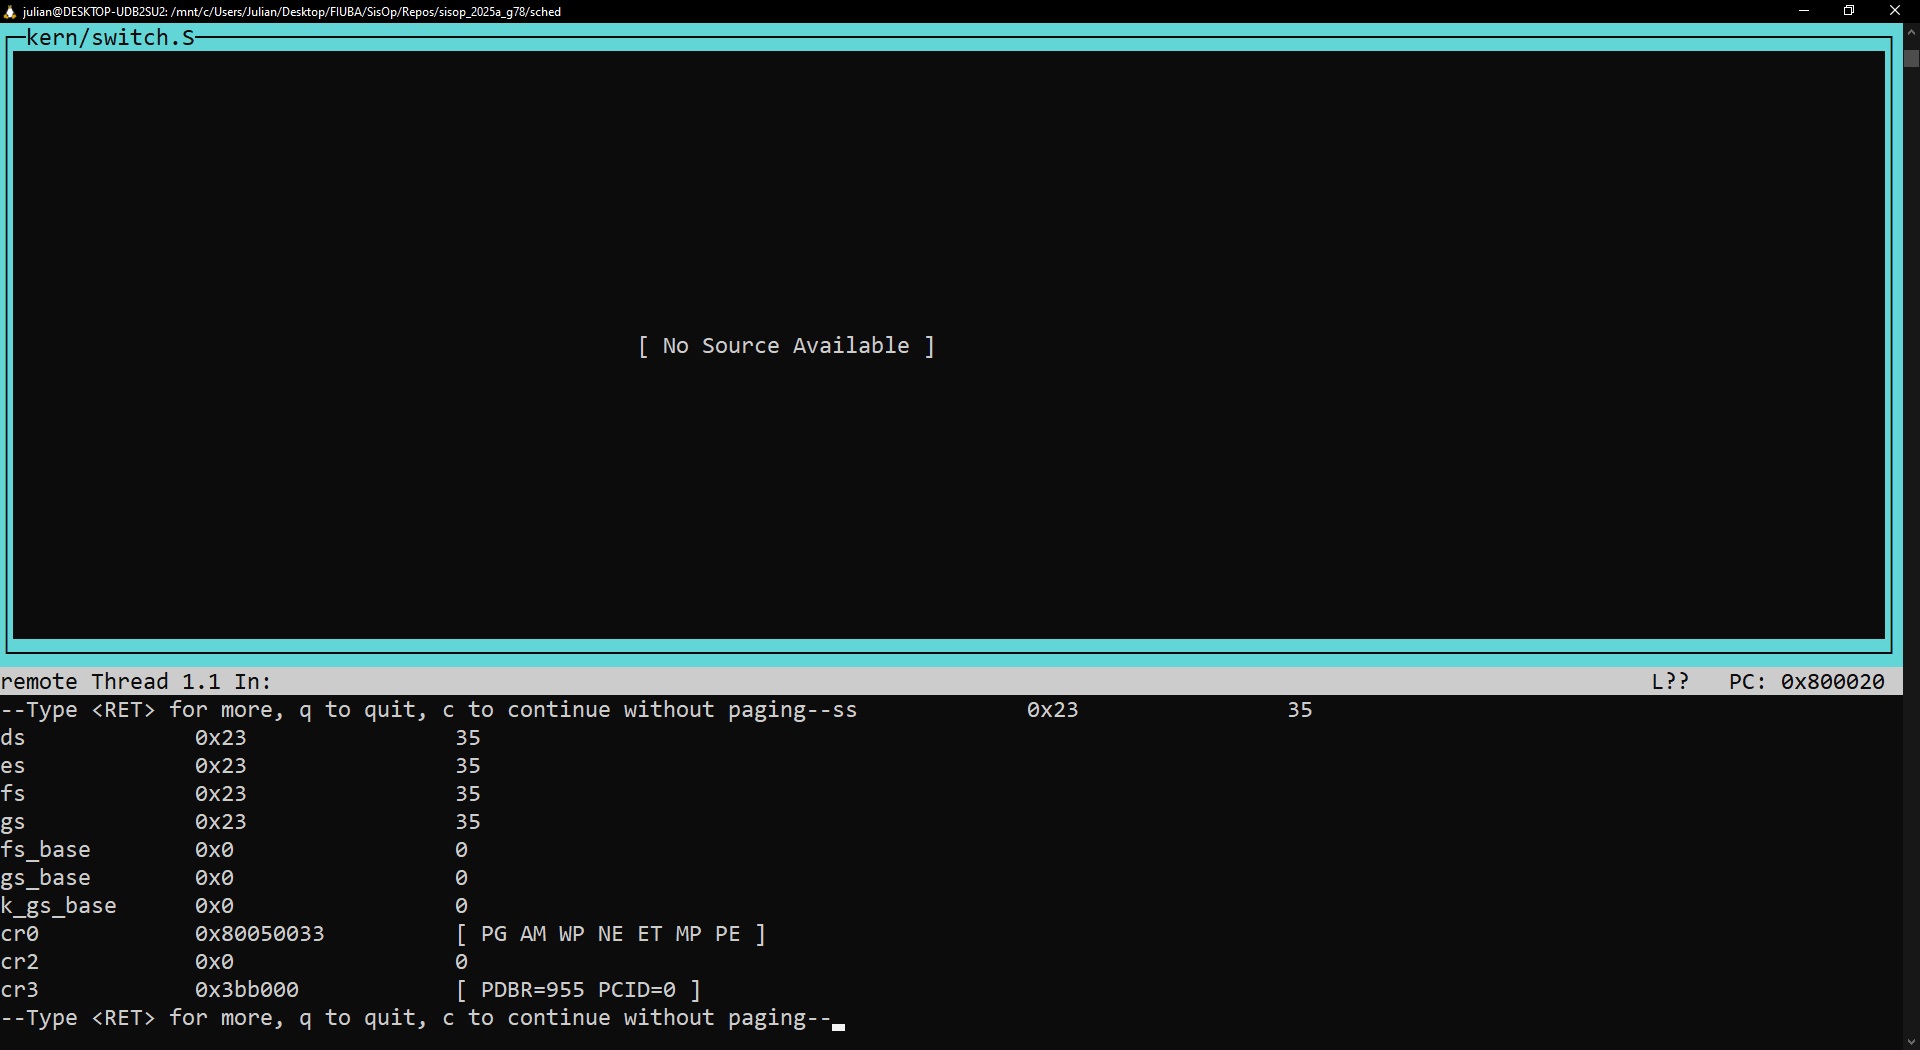 julian@DESKTOP-UDB2SU2: /mnt/c/Users/Julian/Desktop/FIUBA/SisOp/Repos/sisop_2025a_g78/sched
kern/switch.S
[ No Source Available ]
remote Thread 1.1 In: L?? PC: 0x800020
--Type <RET> for more, q to quit, c to continue without paging--ss 0x23 35
ds 0x23 35
es 0x23 35
fs 0x23 35
gs 0x23 35
fs_base 0x0 0
gs_base 0x0 0
k_gs_base 0x0 0
cr0 0x80050033 [ PG AM WP NE ET MP PE ]
cr2 0x0 0
cr3 0x3bb000 [ PDBR=955 PCID=0 ]
--Type <RET> for more, q to quit, c to continue without paging--